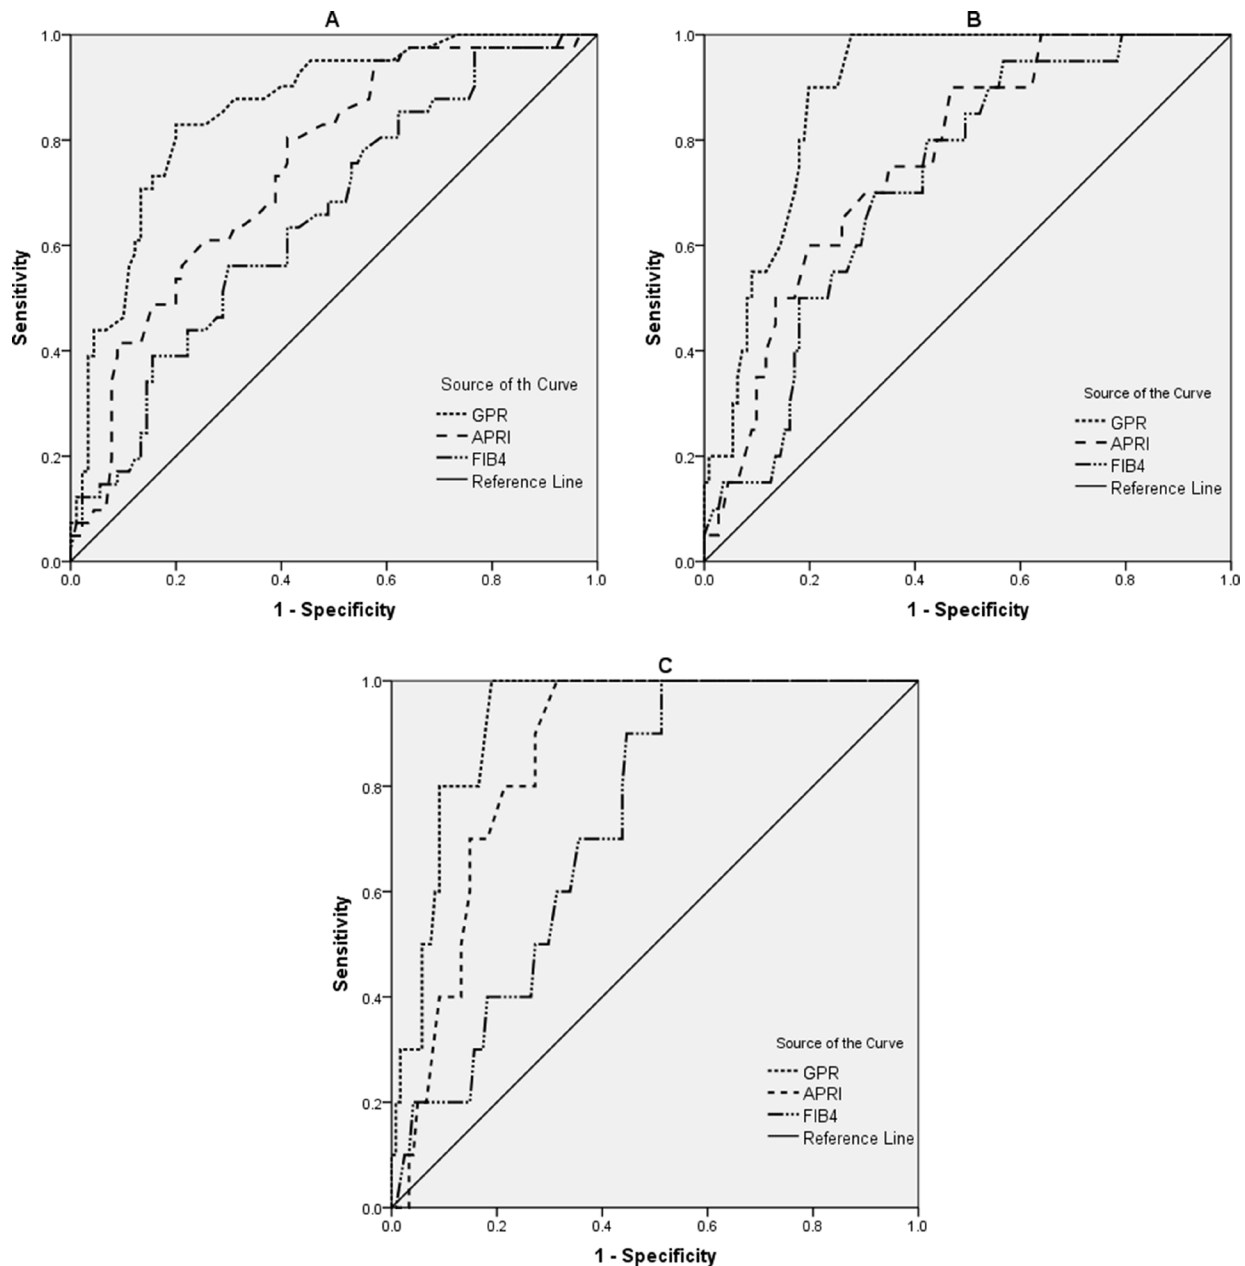 A
1.0
0.8
0.6
0.4
0.2
0.0
Sensitivity
0.0 0.2 0.4 0.6 0.8 1.0
1 - Specificity
Source of th Curve
GPR
APRI
FIB4
Reference Line
B
1.0
0.8
0.6
0.4
0.2
0.0
Sensitivity
0.0 0.2 0.4 0.6 0.8 1.0
1 - Specificity
Source of the Curve
GPR
APRI
FIB4
Reference Line
C
1.0
0.8
0.6
0.4
0.2
0.0
Sensitivity
0.0 0.2 0.4 0.6 0.8 1.0
1 - Specificity
Source of the Curve
GPR
APRI
FIB4
Reference Line